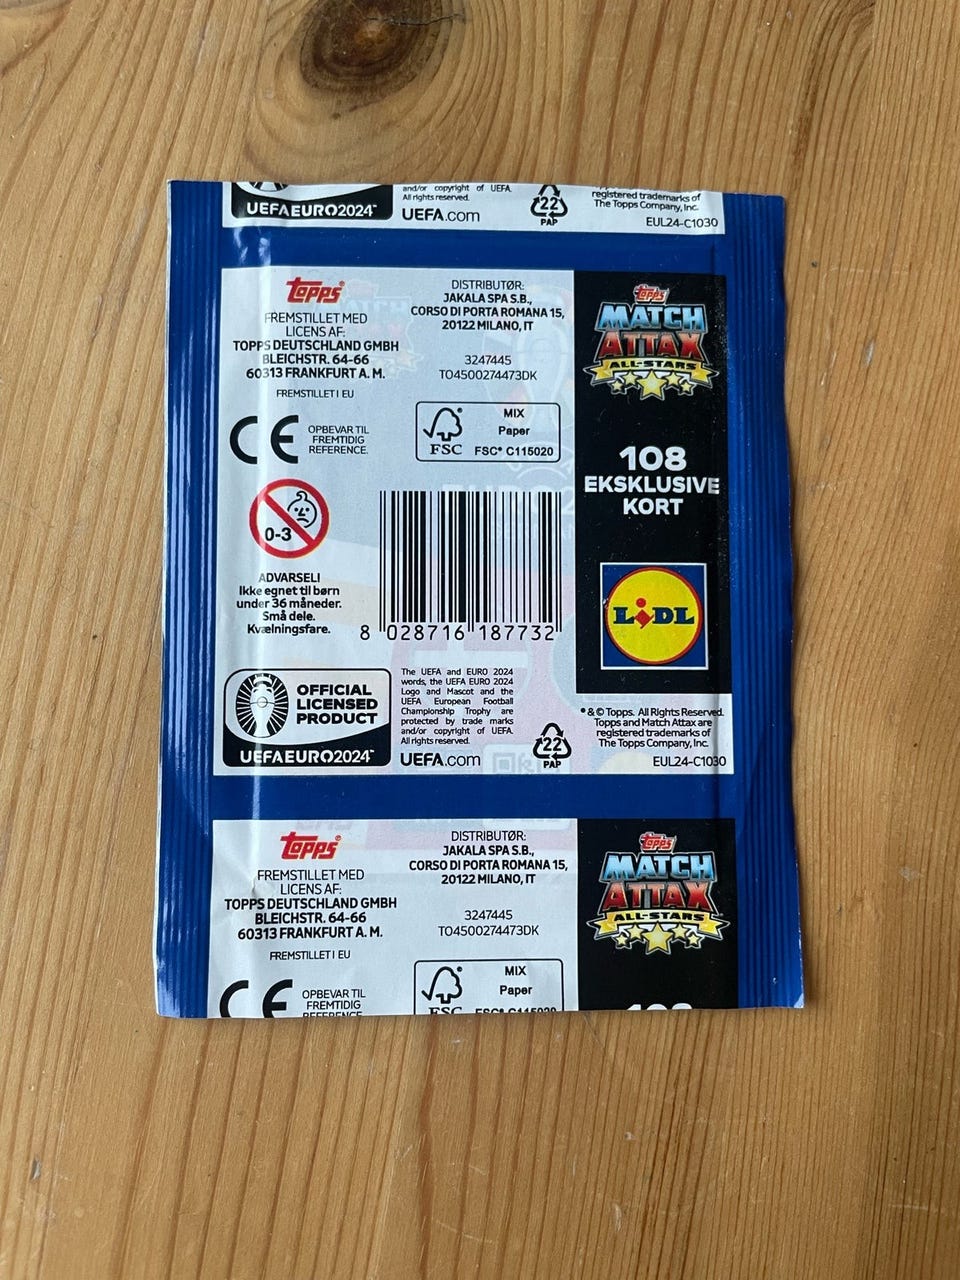 UEFAEURO2024™
and/or copyright of UEFA.
All rights reserved.
UEFA.com
22
PAP
registered trademarks of
The Topps Company, Inc.
EUL24-C1030
Topps®
FREMSTILLET MED
LICENS AF:
TOPPS DEUTSCHLAND GMBH
BLEICHSTR. 64-66
60313 FRANKFURT A. M.
FREMSTILLET I EU
CE
OPBEVAR TIL
FREMTIDIG
REFERENCE.
0-3
ADVARSEL!
Ikke egnet til børn
under 36 måneder.
Små dele.
Kvælningsfare.
OFFICIAL
LICENSED
PRODUCT
UEFAEURO2024™
DISTRIBUTØR:
JAKALA SPA S.B.,
CORSO DI PORTA ROMANA 15,
20122 MILANO, IT
3247445
TO4500274473DK
FSC
MIX
Paper
FSC® C115020
8 028716 187732
The UEFA and EURO 2024
words, the UEFA EURO 2024
Logo and Mascot and the
UEFA European Football
Championship Trophy are
protected by trade marks
and/or copyright of UEFA.
All rights reserved.
UEFA.com
22
PAP
Topps
MATCH
ATTAX
ALL-STARS
108
EKSKLUSIVE
KORT
LIDL
® & © Topps. All Rights Reserved.
Topps and Match Attax are
registered trademarks of
The Topps Company, Inc.
EUL24-C1030
Topps®
FREMSTILLET MED
LICENS AF:
TOPPS DEUTSCHLAND GMBH
BLEICHSTR. 64-66
60313 FRANKFURT A. M.
FREMSTILLET I EU
CE
OPBEVAR TIL
FREMTIDIG
REFERENCE
DISTRIBUTØR:
JAKALA SPA S.B.,
CORSO DI PORTA ROMANA 15,
20122 MILANO, IT
3247445
TO4500274473DK
FSC
MIX
Paper
FSC® C115020
Topps
MATCH
ATTAX
ALL-STARS
108